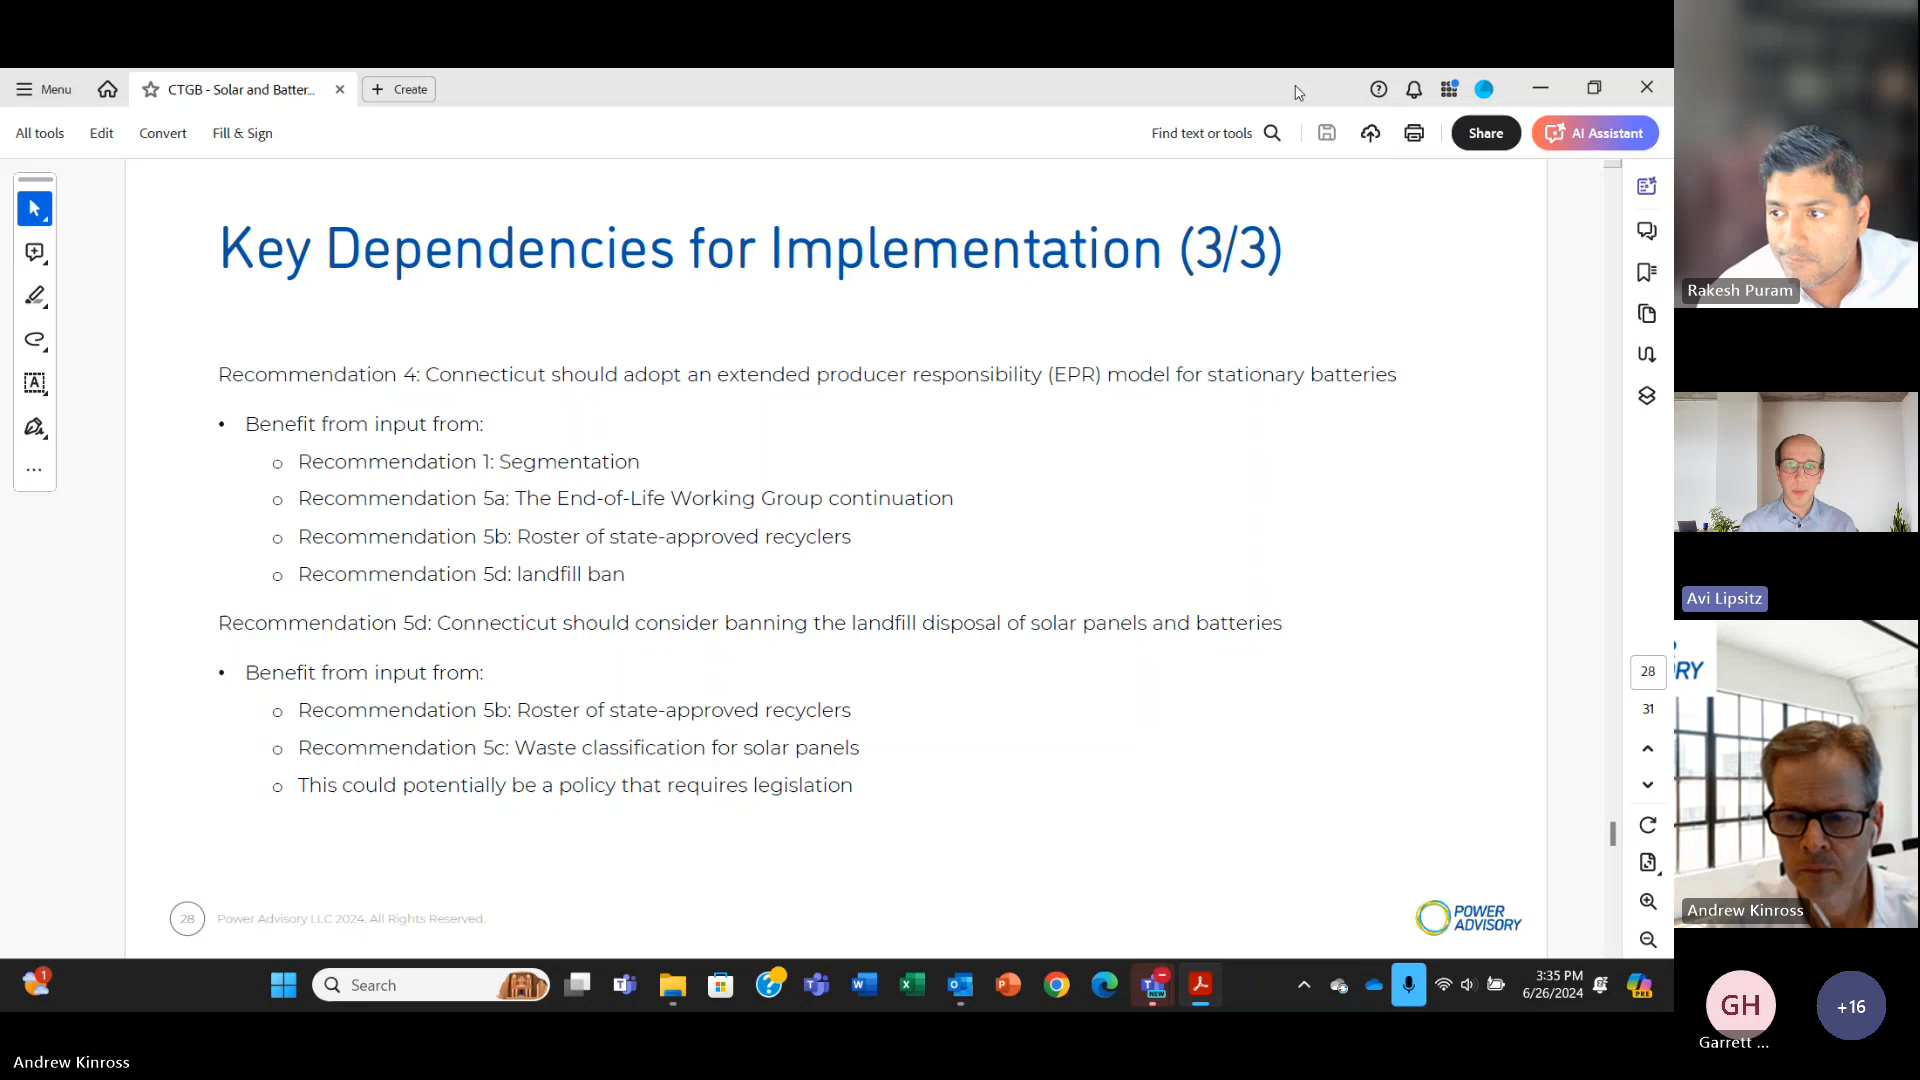 Menu
CTGB - Solar and Batter...
Create
All tools
Edit
Convert
Fill & Sign
Find text or tools
Share
AI Assistant
Key Dependencies for Implementation (3/3)
Recommendation 4: Connecticut should adopt an extended producer responsibility (EPR) model for stationary batteries
• Benefit from input from:
o Recommendation 1: Segmentation
o Recommendation 5a: The End-of-Life Working Group continuation
o Recommendation 5b: Roster of state-approved recyclers
o Recommendation 5d: landfill ban
Recommendation 5d: Connecticut should consider banning the landfill disposal of solar panels and batteries
• Benefit from input from:
o Recommendation 5b: Roster of state-approved recyclers
o Recommendation 5c: Waste classification for solar panels
o This could potentially be a policy that requires legislation
28
Power Advisory LLC 2024. All Rights Reserved.
POWER
ADVISORY
28
31
Rakesh Puram
Avi Lipsitz
RY
Andrew Kinross
GH
Garrett ...
+16
1
Search
NEW
3:35 PM
6/26/2024
PRE
Andrew Kinross